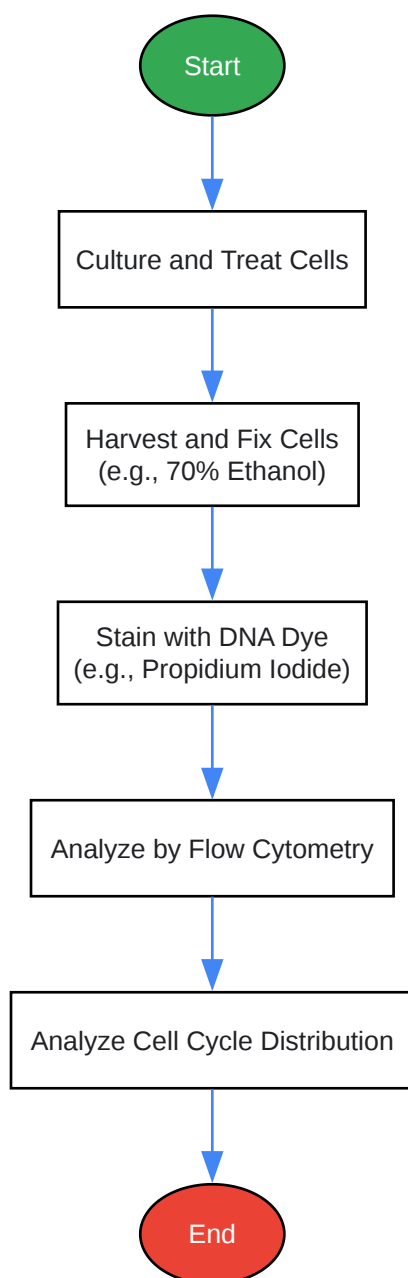 Start
Culture and Treat Cells
Harvest and Fix Cells
(e.g., 70% Ethanol)
Stain with DNA Dye
(e.g., Propidium Iodide)
Analyze by Flow Cytometry
Analyze Cell Cycle Distribution
End